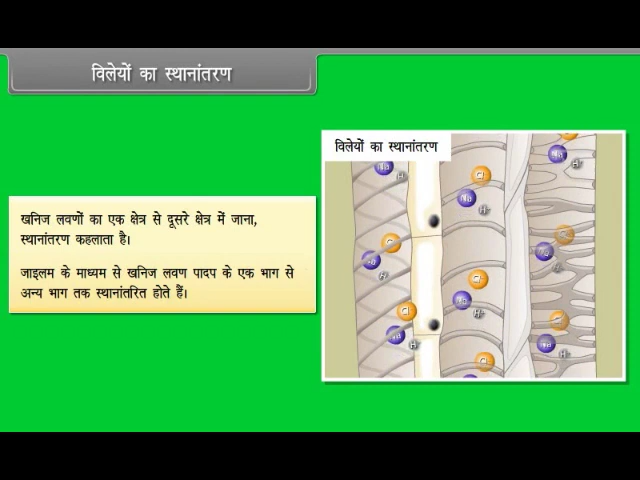 विलेयों का स्थानांतरण
विलेयों का स्थानांतरण
खनिज लवणों का एक क्षेत्र से दूसरे क्षेत्र में जाना,
स्थानांतरण कहलाता है।
जाइलम के माध्यम से खनिज लवण पादप के एक भाग से
अन्य भाग तक स्थानांतरित होते हैं।